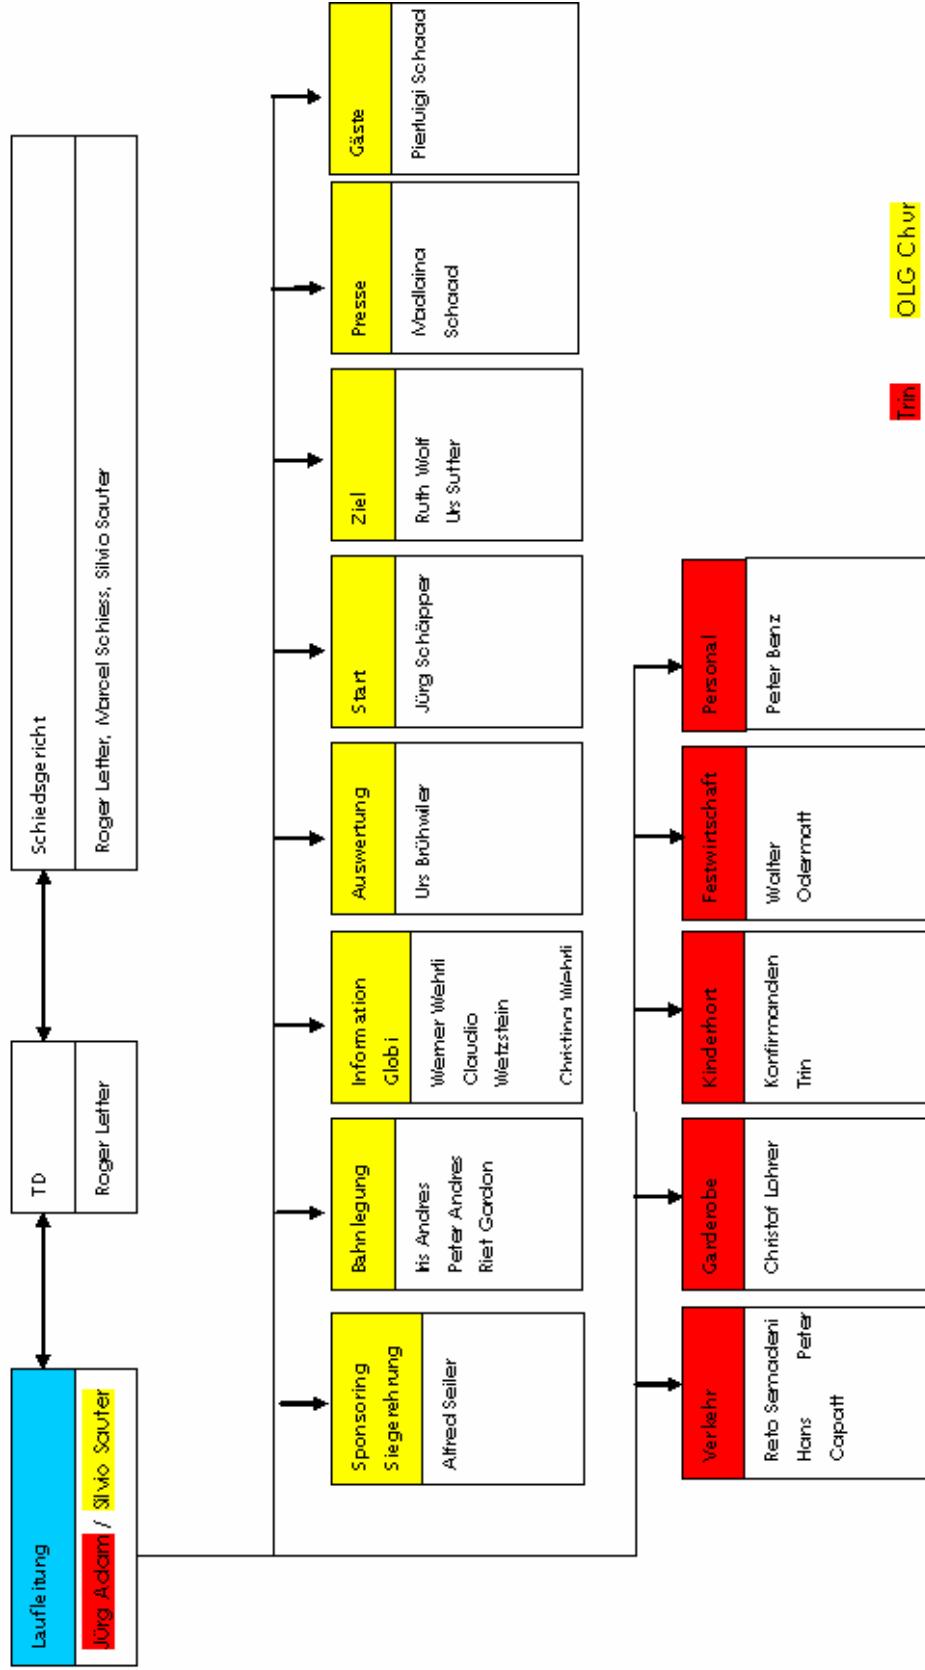 Laufleitung
Jürg Adam / Silvio Sauter
TD
Roger Letter
Schiedsgericht
Roger Letter, Marcel Schiess, Silvio Sauter
Sponsoring
Siegerehrung
Alfred Seiler
Bahnlegung
Iris Andres
Peter Andres
Riet Gordon
Information
Globi
Werner Wehrli
Claudio
Wetzstein
Christina Wehrli
Auswertung
Urs Brühwiler
Start
Jürg Schäpper
Ziel
Ruth Wolf
Urs Sutter
Presse
Madlaina
Schaad
Gäste
Pierluigi Schaad
Verkehr
Reto Semadeni
Hans Peter
Capatt
Garderobe
Christof Lohrer
Kinderhort
Konfirmanden
Trin
Festwirtschaft
Walter
Odermatt
Personal
Peter Benz
Trin
OLG Chur